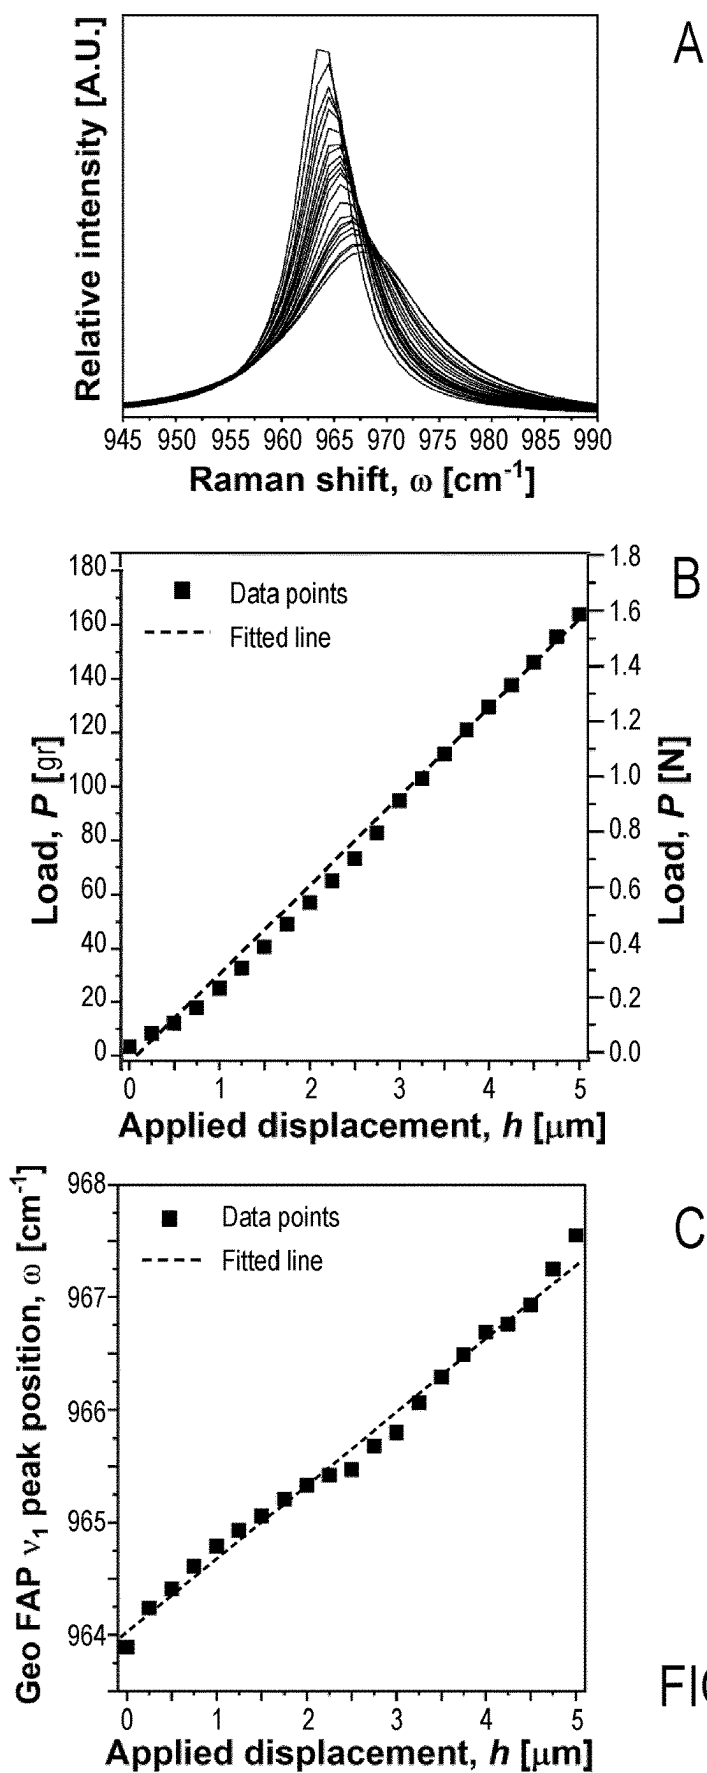 A
Relative intensity [A.U.]
945 950 955 960 965 970 975 980 985 990
Raman shift, ω [cm⁻¹]
B
Data points
Fitted line
180
160
140
120
100
80
60
40
20
0
1.8
1.6
1.4
1.2
1.0
0.8
0.6
0.4
0.2
0.0
Load, P [gr]
Load, P [N]
0 1 2 3 4 5
Applied displacement, h [μm]
C
Data points
Fitted line
968
967
966
965
964
Geo FAP ν₁ peak position, ω [cm⁻¹]
0 1 2 3 4 5
Applied displacement, h [μm]
FIG